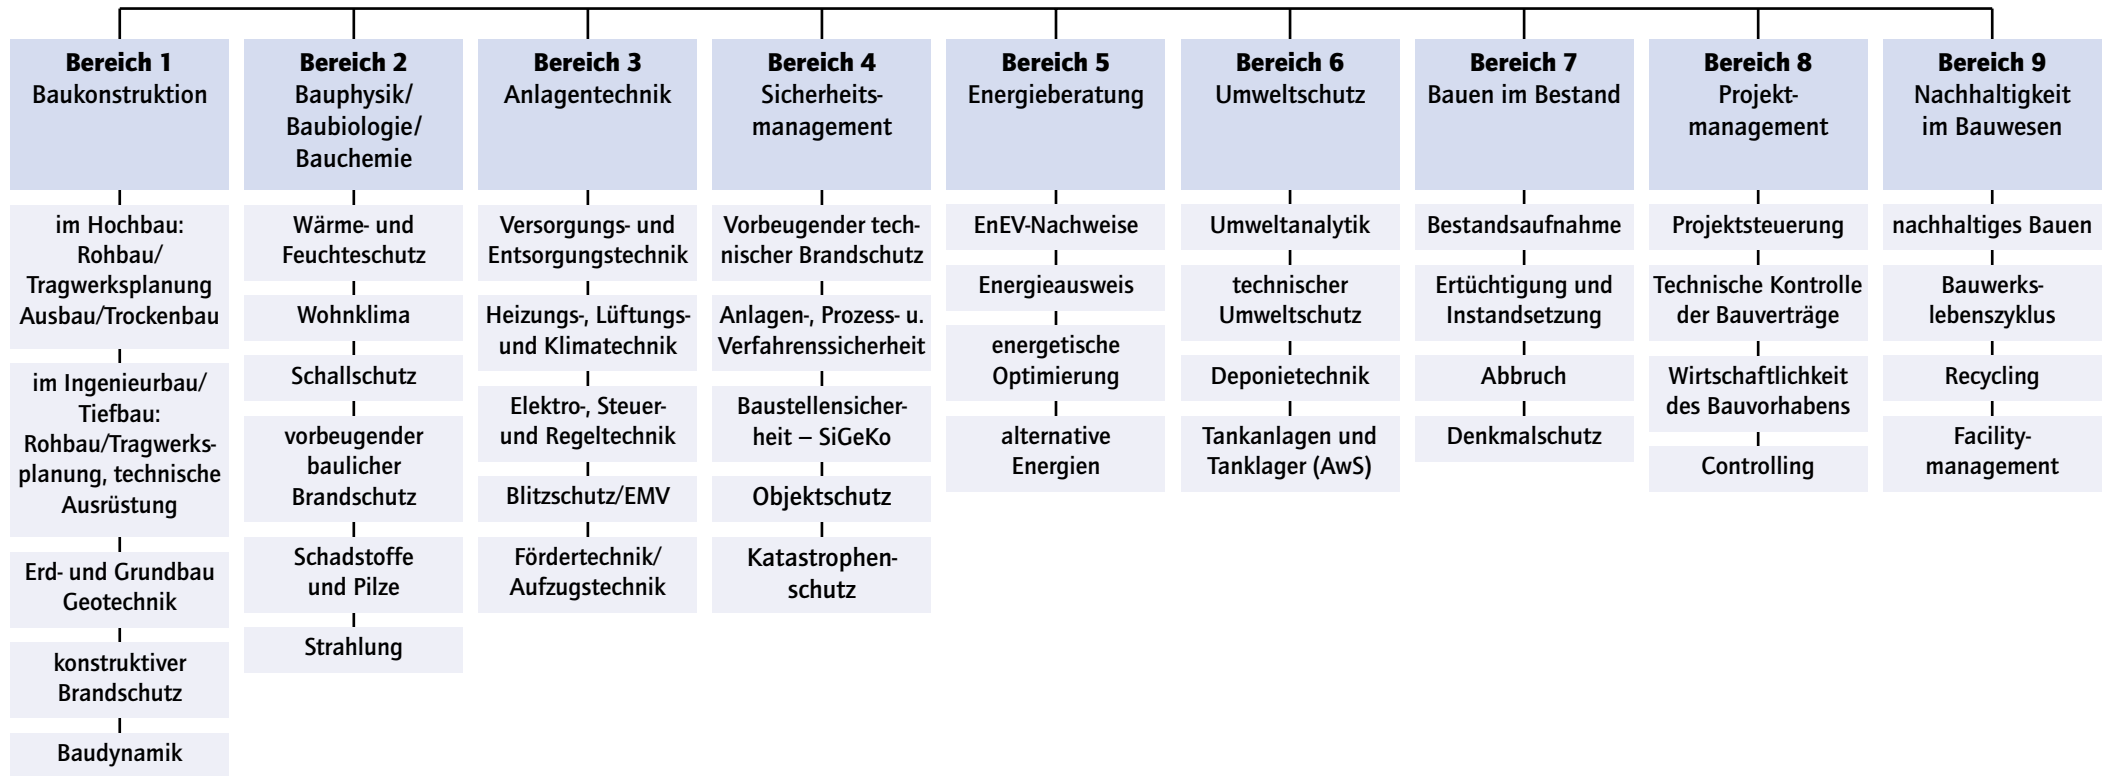 Bereich 1
Baukonstruktion
im Hochbau:
Rohbau/
Tragwerksplanung
Ausbau/Trockenbau
im Ingenieurbau/
Tiefbau:
Rohbau/Tragwerks-
planung, technische
Ausrüstung
Erd- und Grundbau
Geotechnik
konstruktiver
Brandschutz
Baudynamik
Bereich 2
Bauphysik/
Baubiologie/
Bauchemie
Wärme- und
Feuchteschutz
Wohnklima
Schallschutz
vorbeugender
baulicher
Brandschutz
Schadstoffe
und Pilze
Strahlung
Bereich 3
Anlagentechnik
Versorgungs- und
Entsorgungstechnik
Heizungs-, Lüftungs-
und Klimatechnik
Elektro-, Steuer-
und Regeltechnik
Blitzschutz/EMV
Fördertechnik/
Aufzugstechnik
Bereich 4
Sicherheits-
management
Vorbeugender tech-
nischer Brandschutz
Anlagen-, Prozess- u.
Verfahrenssicherheit
Baustellensicher-
heit – SiGeKo
Objektschutz
Katastrophen-
schutz
Bereich 5
Energieberatung
EnEV-Nachweise
Energieausweis
energetische
Optimierung
alternative
Energien
Bereich 6
Umweltschutz
Umweltanalytik
technischer
Umweltschutz
Deponietechnik
Tankanlagen und
Tanklager (AwS)
Bereich 7
Bauen im Bestand
Bestandsaufnahme
Ertüchtigung und
Instandsetzung
Abbruch
Denkmalschutz
Bereich 8
Projekt-
management
Projektsteuerung
Technische Kontrolle
der Bauverträge
Wirtschaftlichkeit
des Bauvorhabens
Controlling
Bereich 9
Nachhaltigkeit
im Bauwesen
nachhaltiges Bauen
Bauwerks-
lebenszyklus
Recycling
Facility-
management